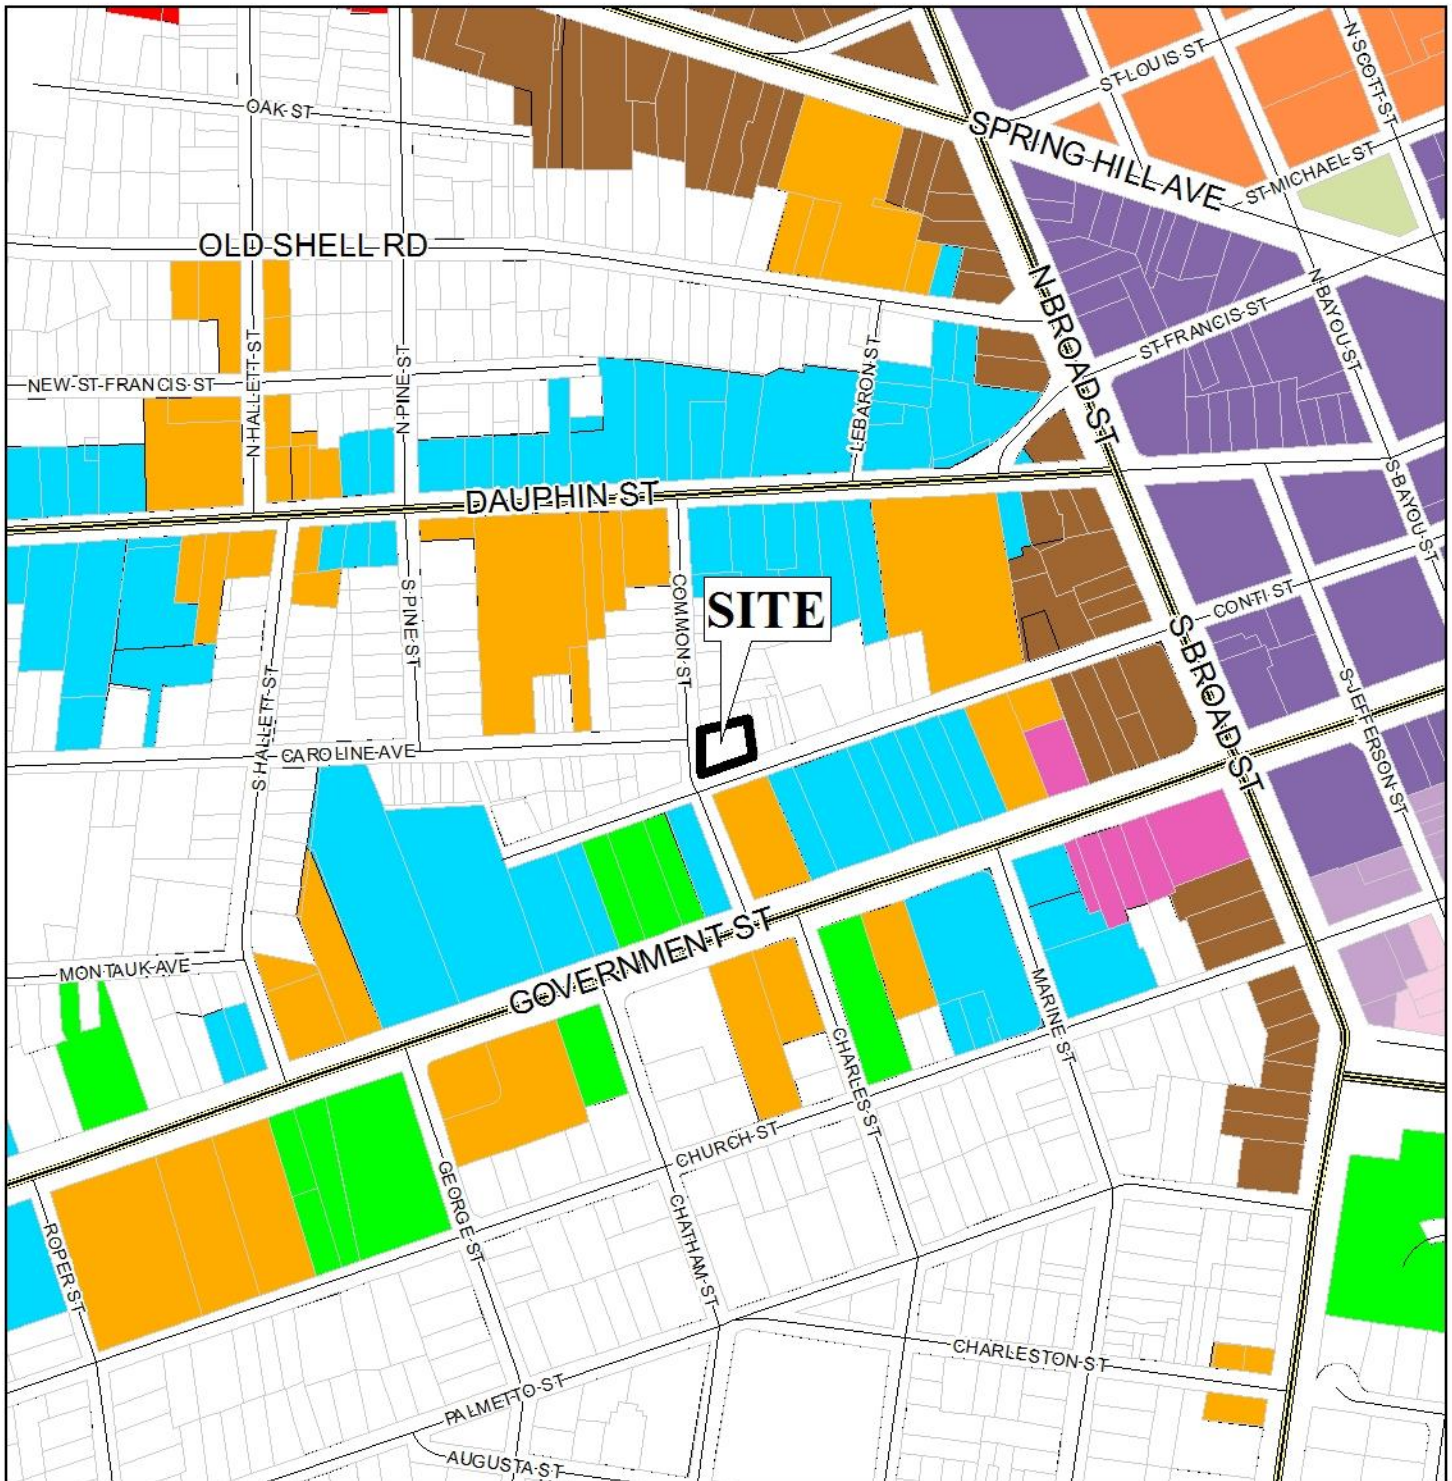 OAK ST
SPRING HILL AVE
ST LOUIS ST
N SCOTT ST
ST MICHAEL ST
OLD SHELL RD
N BROAD ST
ST FRANCIS ST
N BAYOU ST
NEW ST FRANCIS ST
N HALLETT ST
N PINE ST
LEBARON ST
DAUPHIN ST
S BAYOU ST
COMMON ST
SITE
CONTI ST
S PINE ST
S HALLETT ST
CAROLINE AVE
S BROAD ST
S JEFFERSON ST
MONTAUK AVE
GOVERNMENT ST
MARINE ST
CHARLES ST
CHURCH ST
GEORGE ST
CHATHAM ST
ROPER ST
CHARLESTON ST
PALMETTO ST
AUGUSTA ST